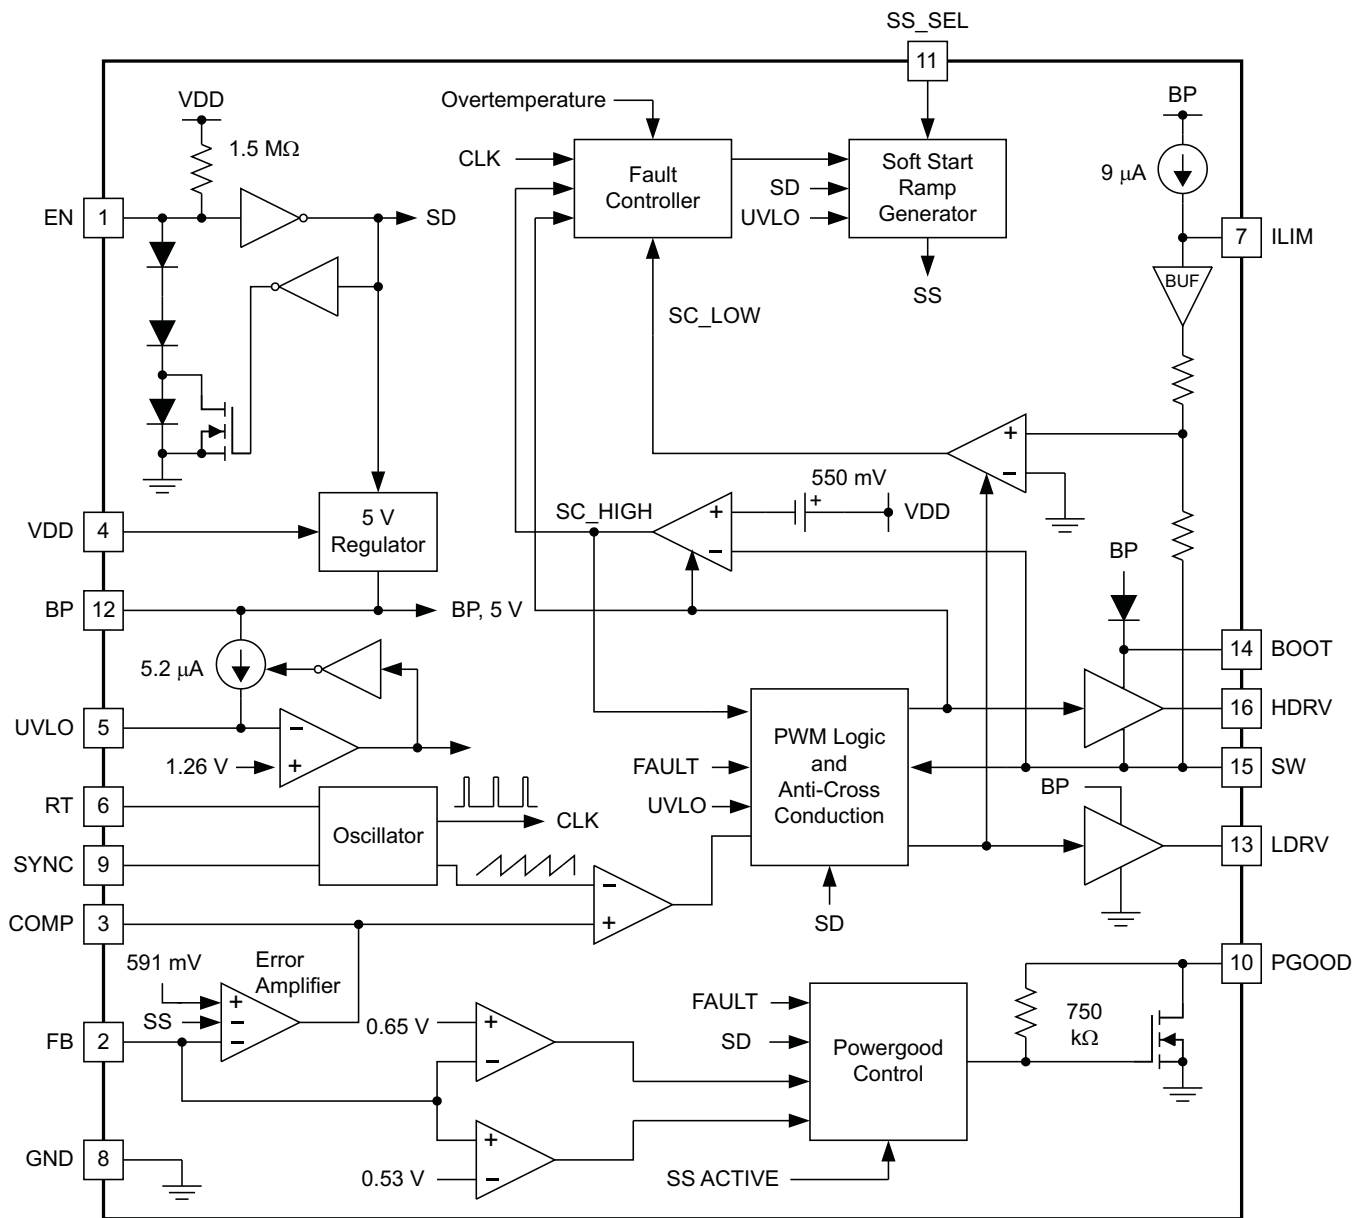 SS_SEL
11
VDD
1.5 MΩ
Overtemperature
BP
CLK
Fault
Controller
Soft Start
Ramp
Generator
9 μA
SD
UVLO
EN
1
SD
7
ILIM
BUF
SS
SC_LOW
+
−
550 mV
+
VDD
SC_HIGH
+
−
VDD
4
5 V
Regulator
BP
BP
12
BP, 5 V
14
BOOT
5.2 μA
16
HDRV
UVLO
5
−
+
1.26 V
PWM Logic
and
Anti-Cross
Conduction
FAULT
UVLO
15
SW
BP
RT
6
Oscillator
CLK
SYNC
9
13
LDRV
−
+
SD
COMP
3
591 mV
Error
Amplifier
+
−
−
SS
FB
2
10
PGOOD
FAULT
SD
0.65 V
+
−
Powergood
Control
750
kΩ
GND
8
+
−
0.53 V
SS ACTIVE